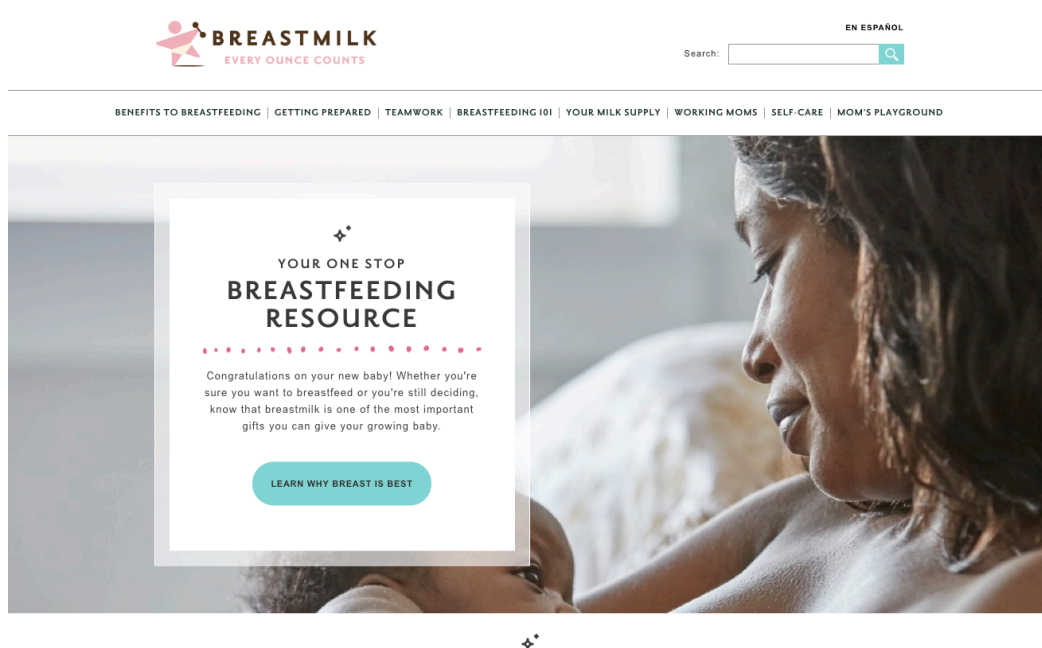 BREASTMILK
EVERY OUNCE COUNTS
EN ESPAÑOL
Search:
BENEFITS TO BREASTFEEDING | GETTING PREPARED | TEAMWORK | BREASTFEEDING 101 | YOUR MILK SUPPLY | WORKING MOMS | SELF-CARE | MOM'S PLAYGROUND
YOUR ONE STOP
BREASTFEEDING
RESOURCE
Congratulations on your new baby! Whether you're
sure you want to breastfeed or you're still deciding,
know that breastmilk is one of the most important
gifts you can give your growing baby.
LEARN WHY BREAST IS BEST